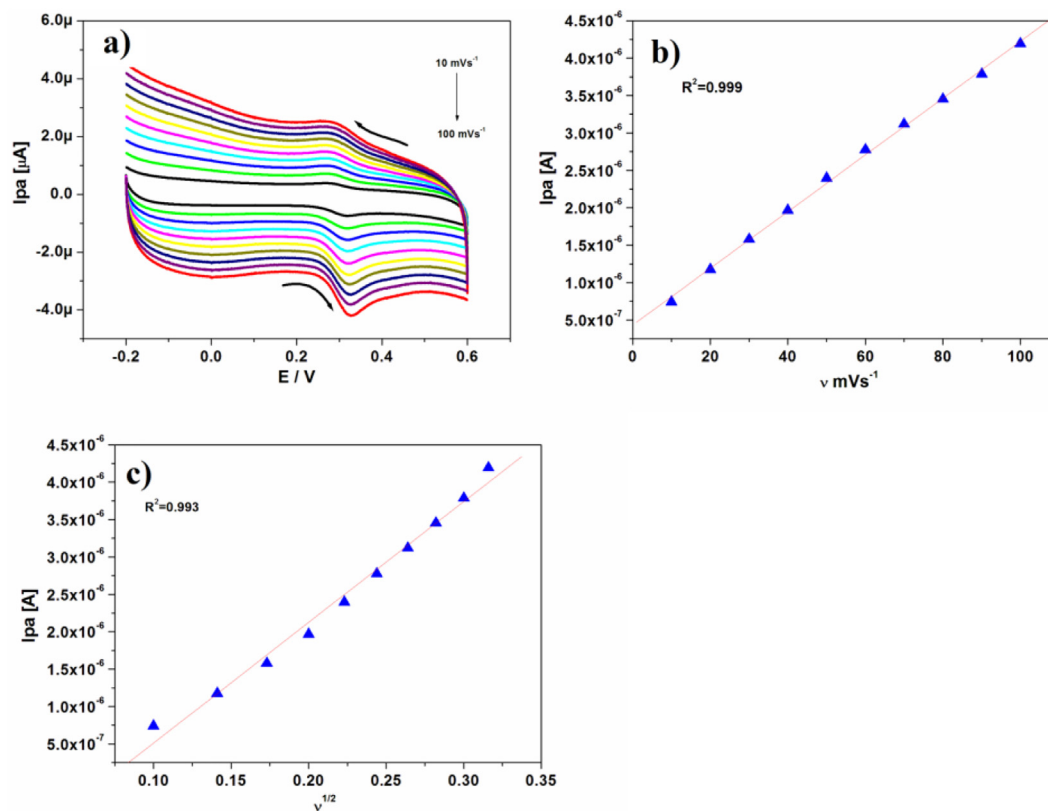 a)
6.0µ
4.0µ
2.0µ
0.0
-2.0µ
-4.0µ
Ipa [µA]
10 mVs⁻¹
100 mVs⁻¹
-0.2 0.0 0.2 0.4 0.6
E / V
b)
R²=0.999
4.5x10⁻⁶
4.0x10⁻⁶
3.5x10⁻⁶
3.0x10⁻⁶
2.5x10⁻⁶
2.0x10⁻⁶
1.5x10⁻⁶
1.0x10⁻⁶
5.0x10⁻⁷
Ipa [A]
0 20 40 60 80 100
ν mVs⁻¹
c)
R²=0.993
4.5x10⁻⁶
4.0x10⁻⁶
3.5x10⁻⁶
3.0x10⁻⁶
2.5x10⁻⁶
2.0x10⁻⁶
1.5x10⁻⁶
1.0x10⁻⁶
5.0x10⁻⁷
Ipa [A]
0.10 0.15 0.20 0.25 0.30 0.35
ν¹ᐟ²